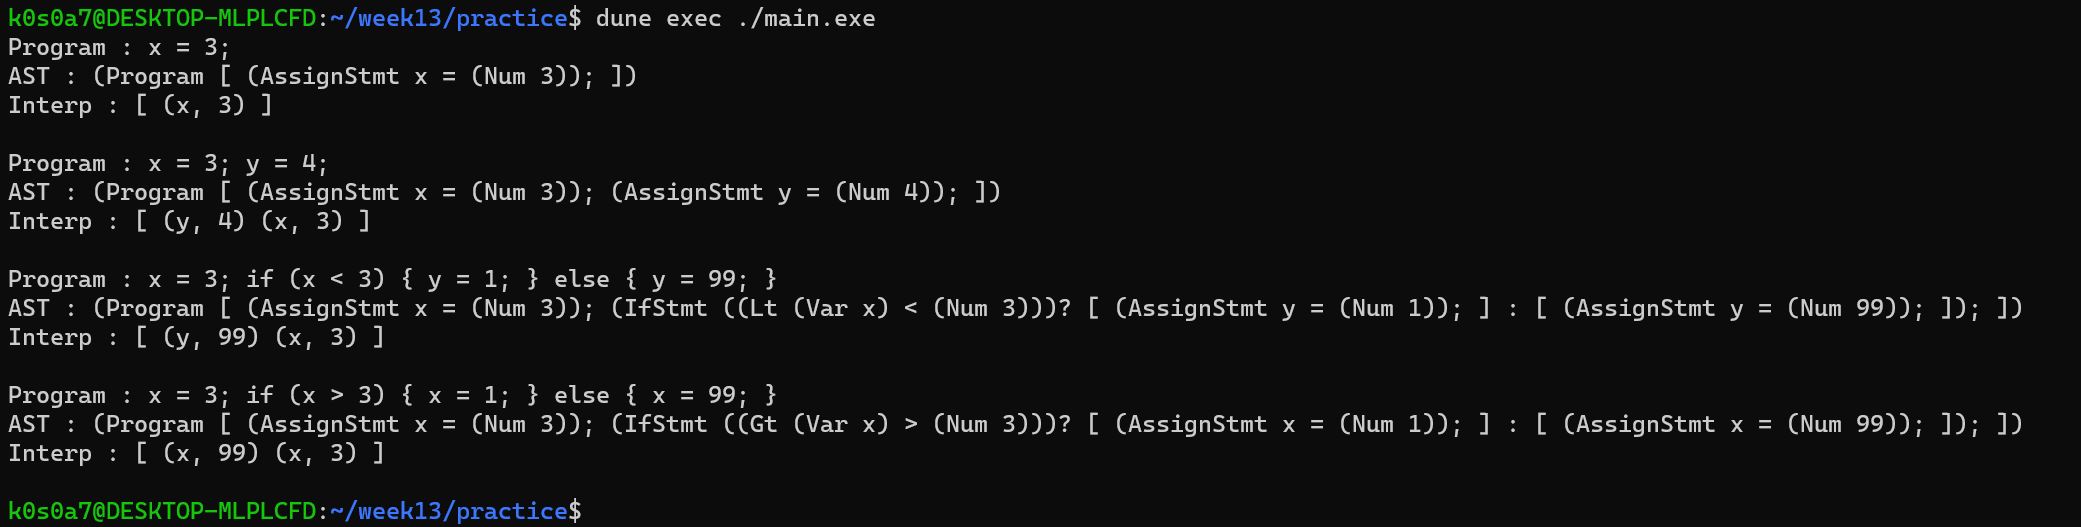 k0s0a7@DESKTOP-MLPLCFD:~/week13/practice$ dune exec ./main.exe
Program : x = 3;
AST : (Program [ (AssignStmt x = (Num 3)); ])
Interp : [ (x, 3) ]
Program : x = 3; y = 4;
AST : (Program [ (AssignStmt x = (Num 3)); (AssignStmt y = (Num 4)); ])
Interp : [ (y, 4) (x, 3) ]
Program : x = 3; if (x < 3) { y = 1; } else { y = 99; }
AST : (Program [ (AssignStmt x = (Num 3)); (IfStmt ((Lt (Var x) < (Num 3)))? [ (AssignStmt y = (Num 1)); ] : [ (AssignStmt y = (Num 99)); ]); ])
Interp : [ (y, 99) (x, 3) ]
Program : x = 3; if (x > 3) { x = 1; } else { x = 99; }
AST : (Program [ (AssignStmt x = (Num 3)); (IfStmt ((Gt (Var x) > (Num 3)))? [ (AssignStmt x = (Num 1)); ] : [ (AssignStmt x = (Num 99)); ]); ])
Interp : [ (x, 99) (x, 3) ]
k0s0a7@DESKTOP-MLPLCFD:~/week13/practice$